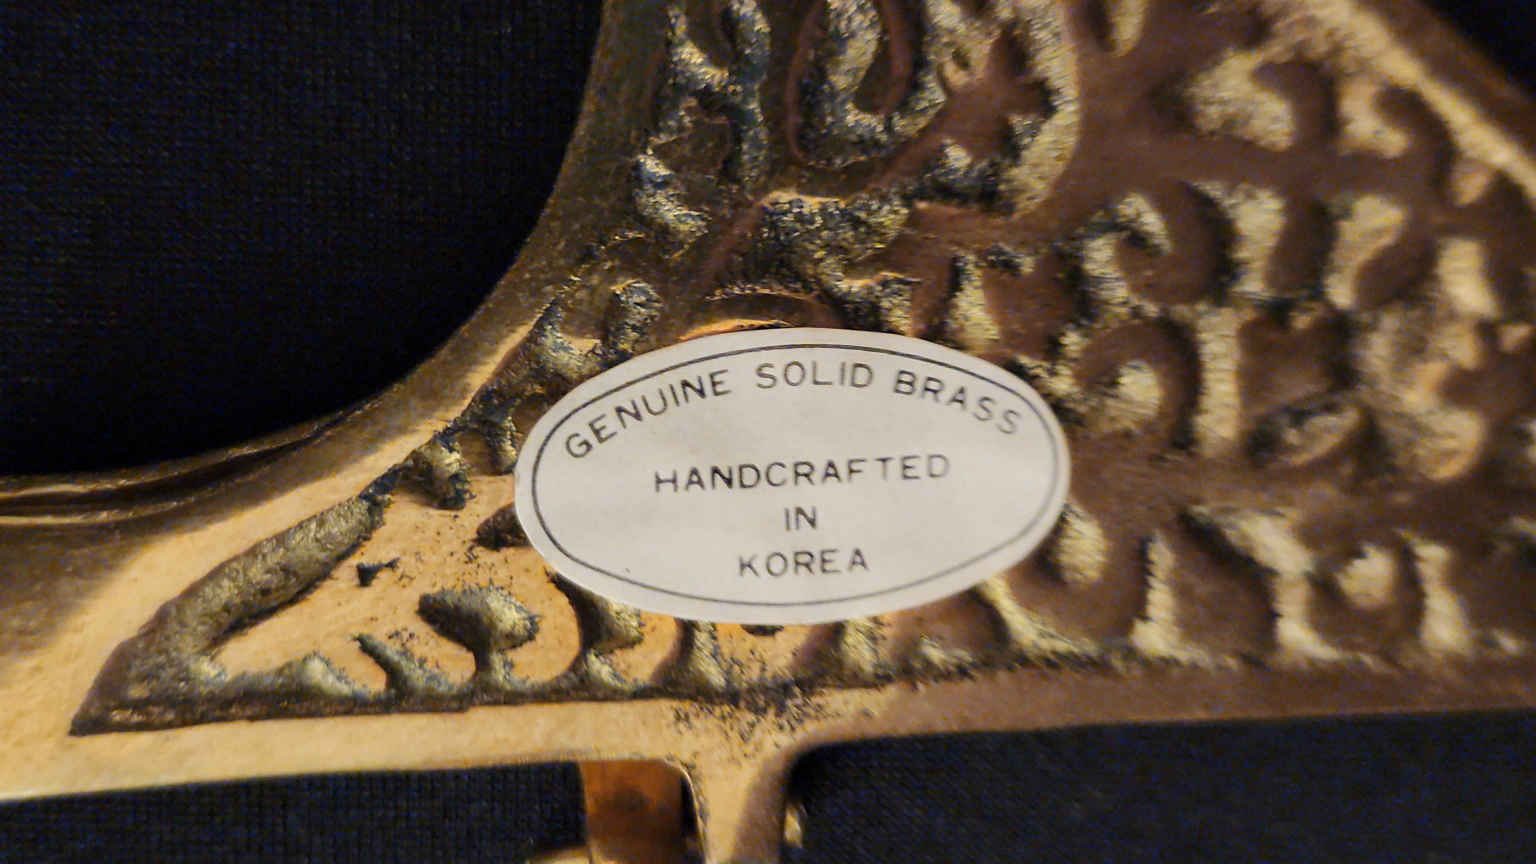 GENUINE SOLID BRASS
HANDCRAFTED
IN
KOREA